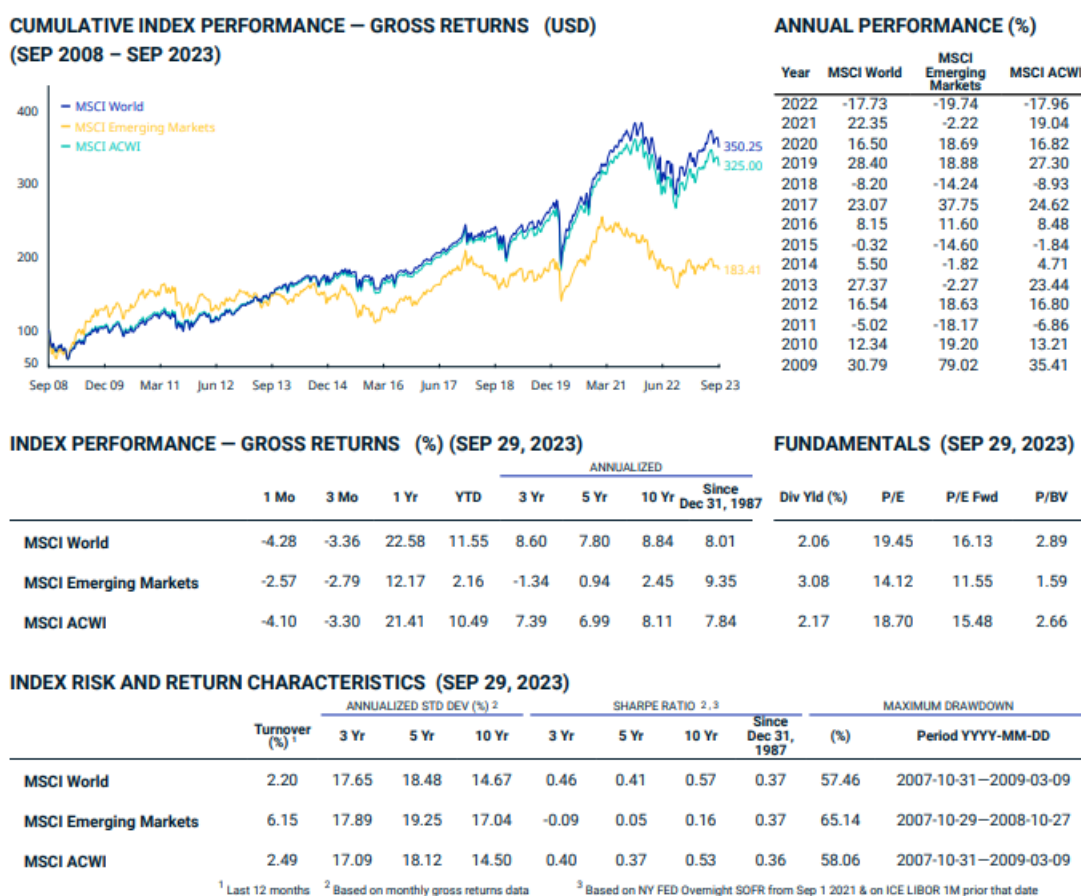 CUMULATIVE INDEX PERFORMANCE — GROSS RETURNS (USD)
(SEP 2008 – SEP 2023)
MSCI World
MSCI Emerging Markets
MSCI ACWI
400
300
200
100
50
350.25
325.00
183.41
Sep 08 Dec 09 Mar 11 Jun 12 Sep 13 Dec 14 Mar 16 Jun 17 Sep 18 Dec 19 Mar 21 Jun 22 Sep 23
ANNUAL PERFORMANCE (%)
Year MSCI World MSCI Emerging Markets MSCI ACWI
2022 -17.73 -19.74 -17.96
2021 22.35 -2.22 19.04
2020 16.50 18.69 16.82
2019 28.40 18.88 27.30
2018 -8.20 -14.24 -8.93
2017 23.07 37.75 24.62
2016 8.15 11.60 8.48
2015 -0.32 -14.60 -1.84
2014 5.50 -1.82 4.71
2013 27.37 -2.27 23.44
2012 16.54 18.63 16.80
2011 -5.02 -18.17 -6.86
2010 12.34 19.20 13.21
2009 30.79 79.02 35.41
INDEX PERFORMANCE — GROSS RETURNS (%) (SEP 29, 2023)
ANNUALIZED
1 Mo 3 Mo 1 Yr YTD 3 Yr 5 Yr 10 Yr Since Dec 31, 1987
MSCI World -4.28 -3.36 22.58 11.55 8.60 7.80 8.84 8.01
MSCI Emerging Markets -2.57 -2.79 12.17 2.16 -1.34 0.94 2.45 9.35
MSCI ACWI -4.10 -3.30 21.41 10.49 7.39 6.99 8.11 7.84
FUNDAMENTALS (SEP 29, 2023)
Div Yld (%) P/E P/E Fwd P/BV
2.06 19.45 16.13 2.89
3.08 14.12 11.55 1.59
2.17 18.70 15.48 2.66
INDEX RISK AND RETURN CHARACTERISTICS (SEP 29, 2023)
ANNUALIZED STD DEV (%) 2 SHARPE RATIO 2,3 MAXIMUM DRAWDOWN
Turnover (%) 1 3 Yr 5 Yr 10 Yr 3 Yr 5 Yr 10 Yr Since Dec 31, 1987 (%) Period YYYY-MM-DD
MSCI World 2.20 17.65 18.48 14.67 0.46 0.41 0.57 0.37 57.46 2007-10-31—2009-03-09
MSCI Emerging Markets 6.15 17.89 19.25 17.04 -0.09 0.05 0.16 0.37 65.14 2007-10-29—2008-10-27
MSCI ACWI 2.49 17.09 18.12 14.50 0.40 0.37 0.53 0.36 58.06 2007-10-31—2009-03-09
1 Last 12 months 2 Based on monthly gross returns data 3 Based on NY FED Overnight SOFR from Sep 1 2021 & on ICE LIBOR 1M prior that date